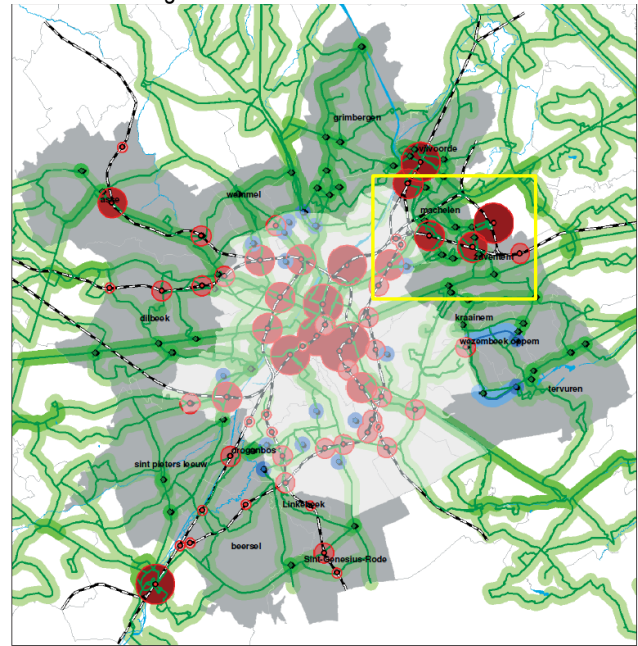 g
grimbergen
vilvoorde
asse
wemmel
machelen
zaventem
dilbeek
kraainem
wezembeek oppem
tervuren
drogenbos
sint pieters leeuw
Linkebeek
beersel
Sint-Genesius-Rode